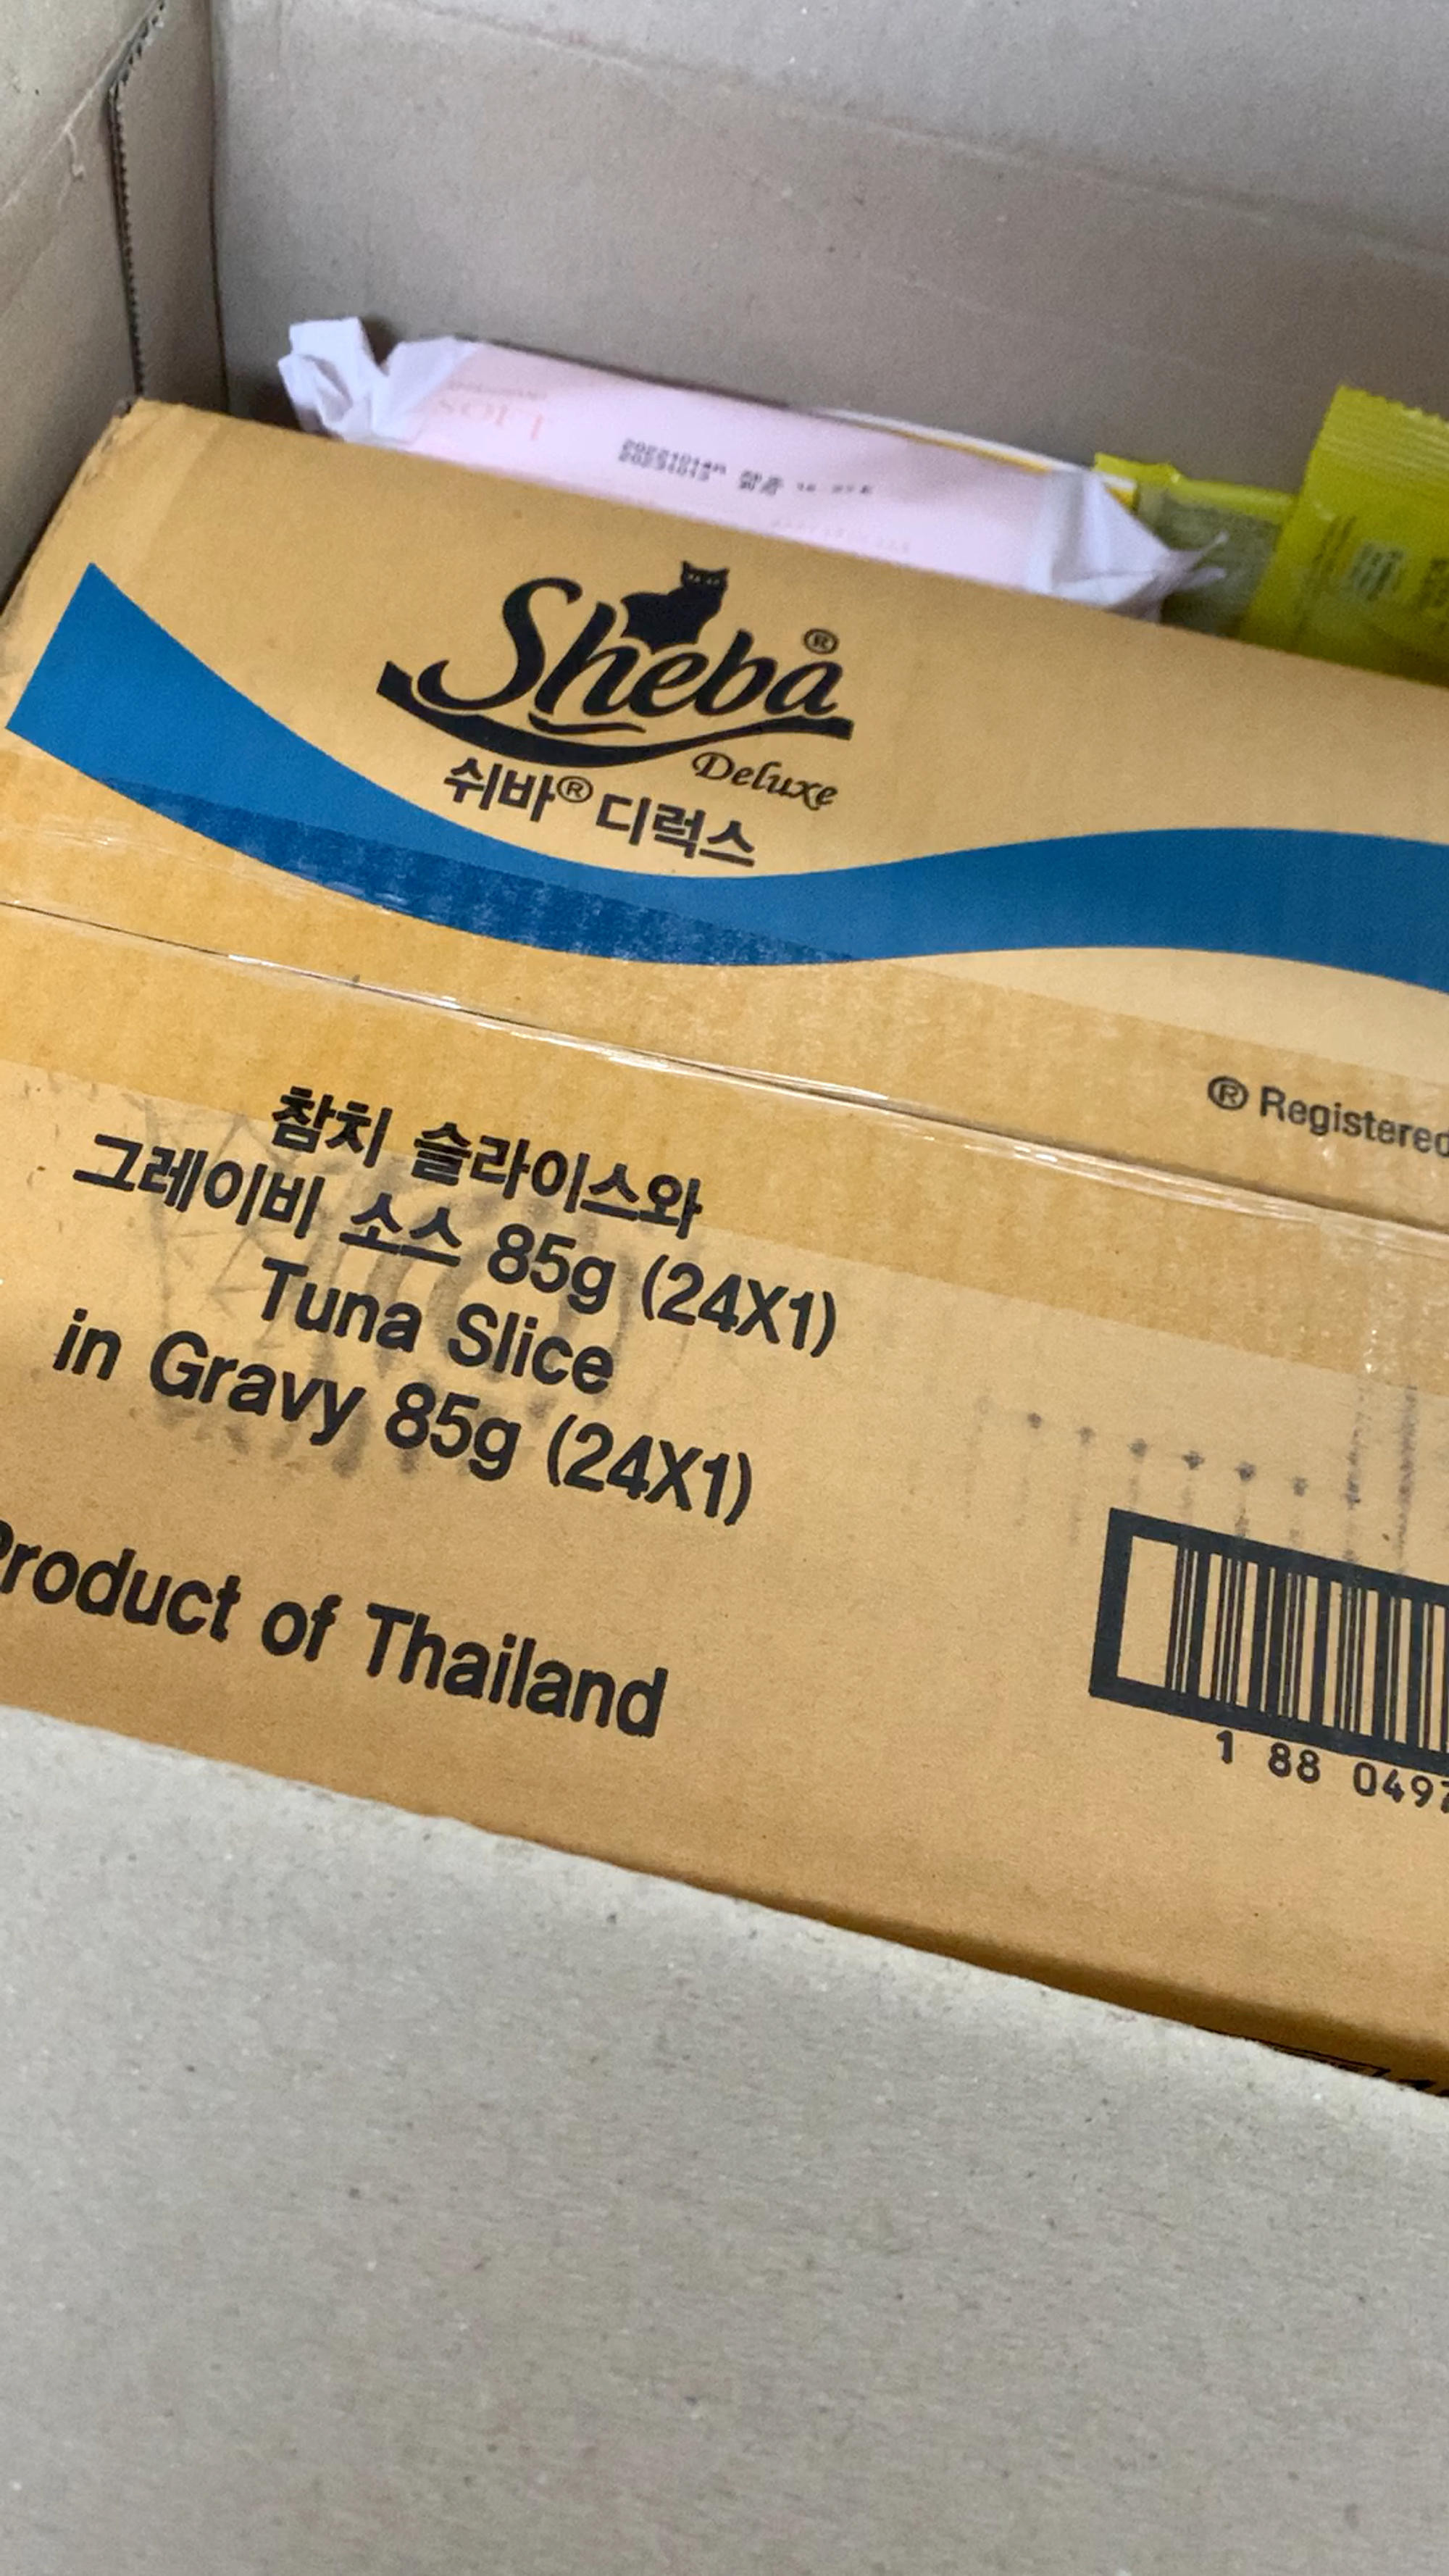 SOFT
Sheba®
Deluxe
쉬바® 디럭스
® Registered
참치 슬라이스와
그레이비 소스 85g (24X1)
Tuna Slice
in Gravy 85g (24X1)
Product of Thailand
1 88 0497